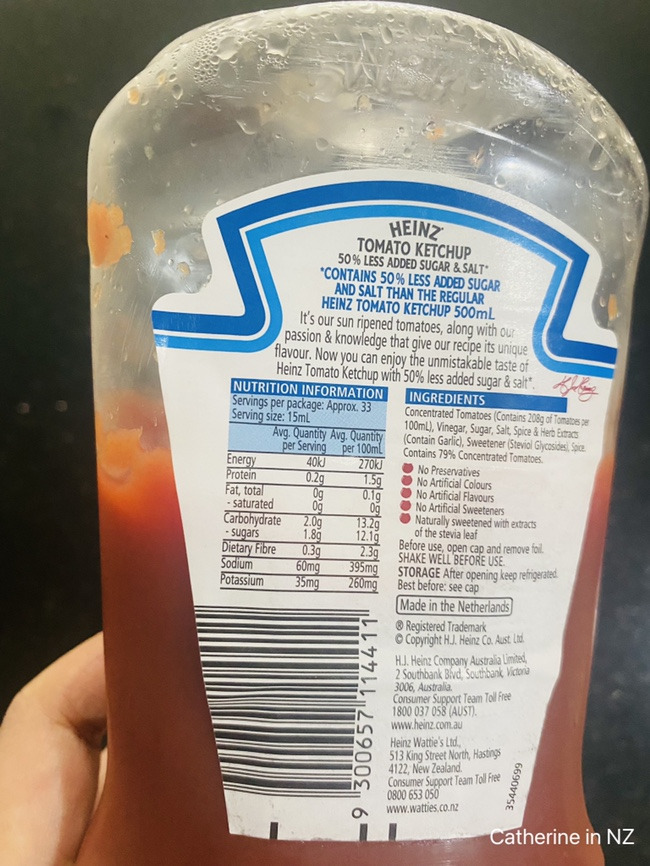 HEINZ
TOMATO KETCHUP
50% LESS ADDED SUGAR & SALT*
*CONTAINS 50% LESS ADDED SUGAR
AND SALT THAN THE REGULAR
HEINZ TOMATO KETCHUP 500mL
It's our sun ripened tomatoes, along with our
passion & knowledge that give our recipe its unique
flavour. Now you can enjoy the unmistakable taste of
Heinz Tomato Ketchup with 50% less added sugar & salt*.
NUTRITION INFORMATION
Servings per package: Approx. 33
Serving size: 15mL
Avg. Quantity Avg. Quantity
per Serving per 100mL
Energy 40kJ 270kJ
Protein 0.2g 1.5g
Fat, total 0g 0.1g
- saturated 0g 0g
Carbohydrate 2.0g 13.2g
- sugars 1.8g 12.1g
Dietary Fibre 0.3g 2.3g
Sodium 60mg 395mg
Potassium 35mg 260mg
9 300657 114411
INGREDIENTS
Concentrated Tomatoes (Contains 208g of Tomatoes per
100mL), Vinegar, Sugar, Salt, Spice & Herb Extracts
(Contain Garlic), Sweetener (Steviol Glycosides), Spice.
Contains 79% Concentrated Tomatoes.
No Preservatives
No Artificial Colours
No Artificial Flavours
No Artificial Sweeteners
Naturally sweetened with extracts
of the stevia leaf
Before use, open cap and remove foil.
SHAKE WELL BEFORE USE.
STORAGE After opening keep refrigerated.
Best before: see cap
Made in the Netherlands
® Registered Trademark
© Copyright H.J. Heinz Co. Aust. Ltd.
H.J. Heinz Company Australia Limited,
2 Southbank Blvd, Southbank, Victoria
3006, Australia.
Consumer Support Team Toll Free
1800 037 058 (AUST).
www.heinz.com.au
Heinz Wattie's Ltd.,
513 King Street North, Hastings
4122, New Zealand.
Consumer Support Team Toll Free
0800 653 050
www.watties.co.nz
35440699
Catherine in NZ